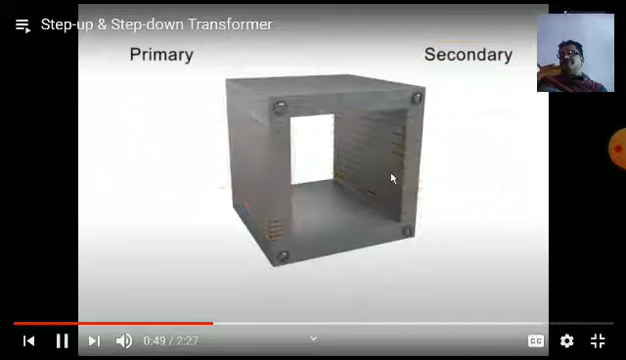 Step-up & Step-down Transformer
Primary
Secondary
0:49 / 2:27
CC